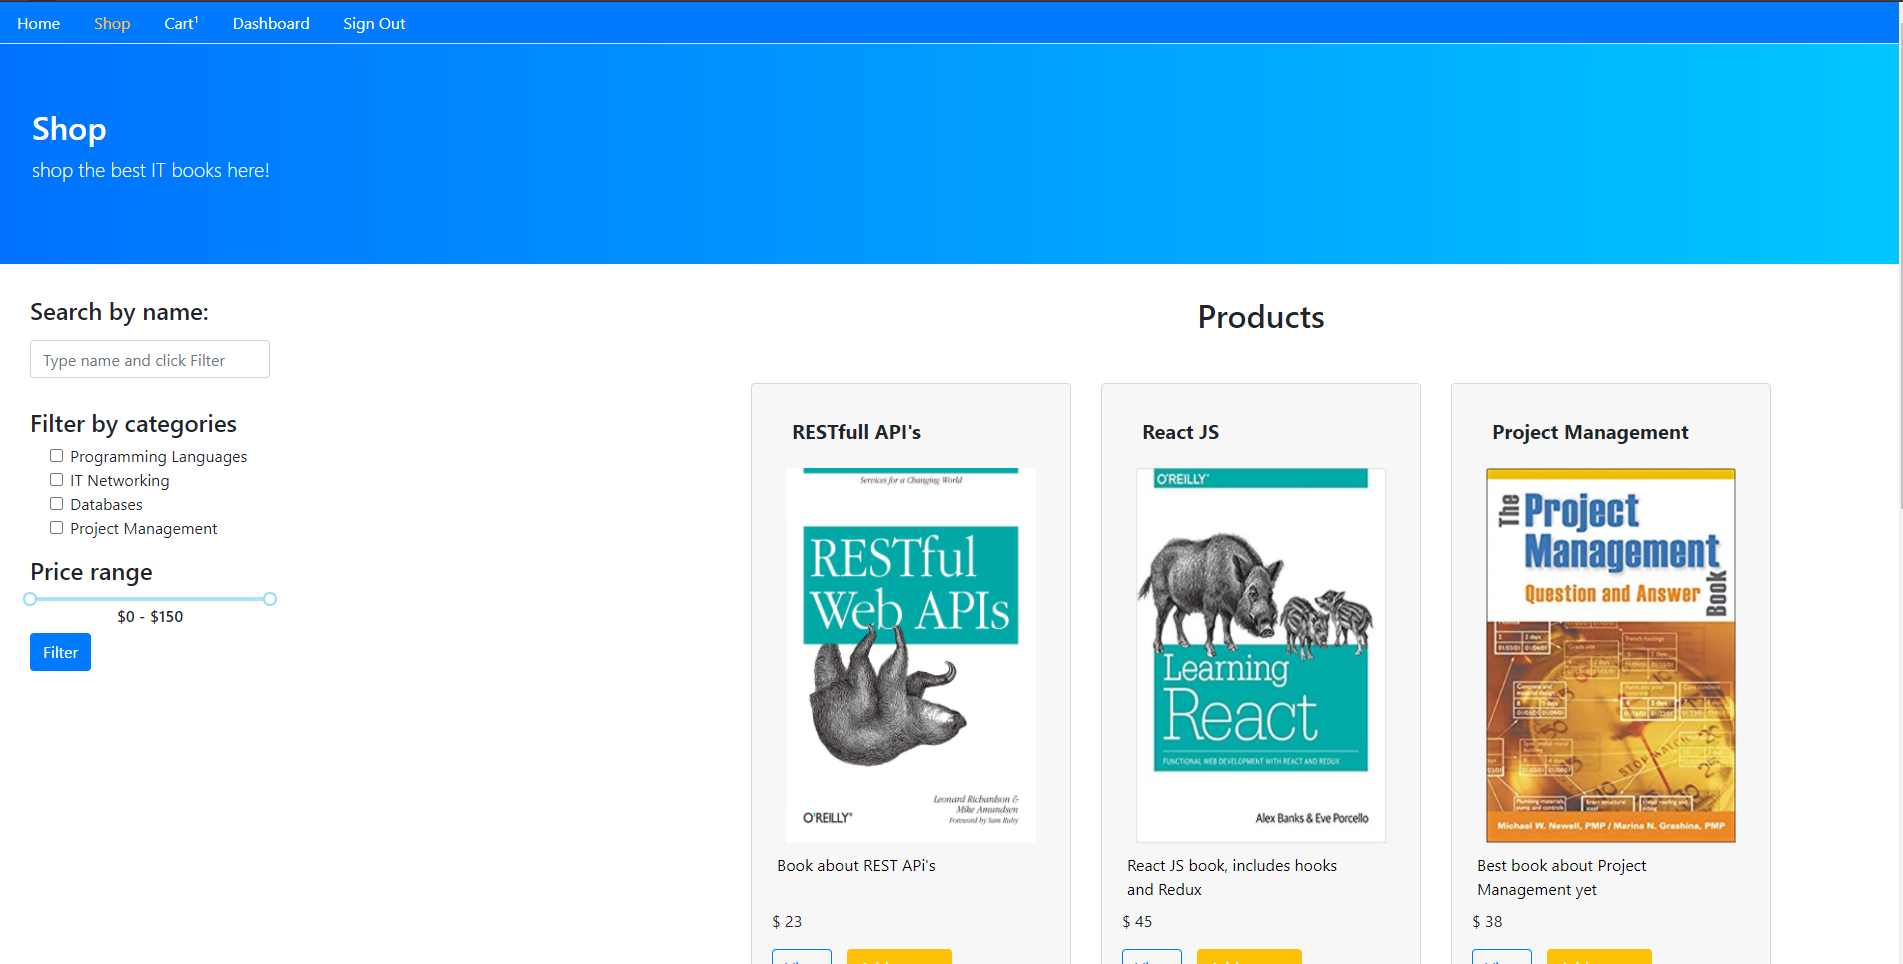 Home Shop Cart1 Dashboard Sign Out
Shop
shop the best IT books here!
Search by name:
Type name and click Filter
Filter by categories
Programming Languages
IT Networking
Databases
Project Management
Price range
$0 - $150
Filter
Products
RESTfull API's
Services for a Changing World
RESTful
Web APIs
Leonard Richardson &
Mike Amundsen
Foreword by Sam Ruby
O'REILLY®
Book about REST APi's
$ 23
React JS
O'REILLY®
Learning
React
FUNCTIONAL WEB DEVELOPMENT WITH REACT AND REDUX
Alex Banks & Eve Porcello
React JS book, includes hooks
and Redux
$ 45
Project Management
The Project
Management
Book
Question and Answer
Michael W. Newell, PMP / Marina N. Grashina, PMP
Best book about Project
Management yet
$ 38